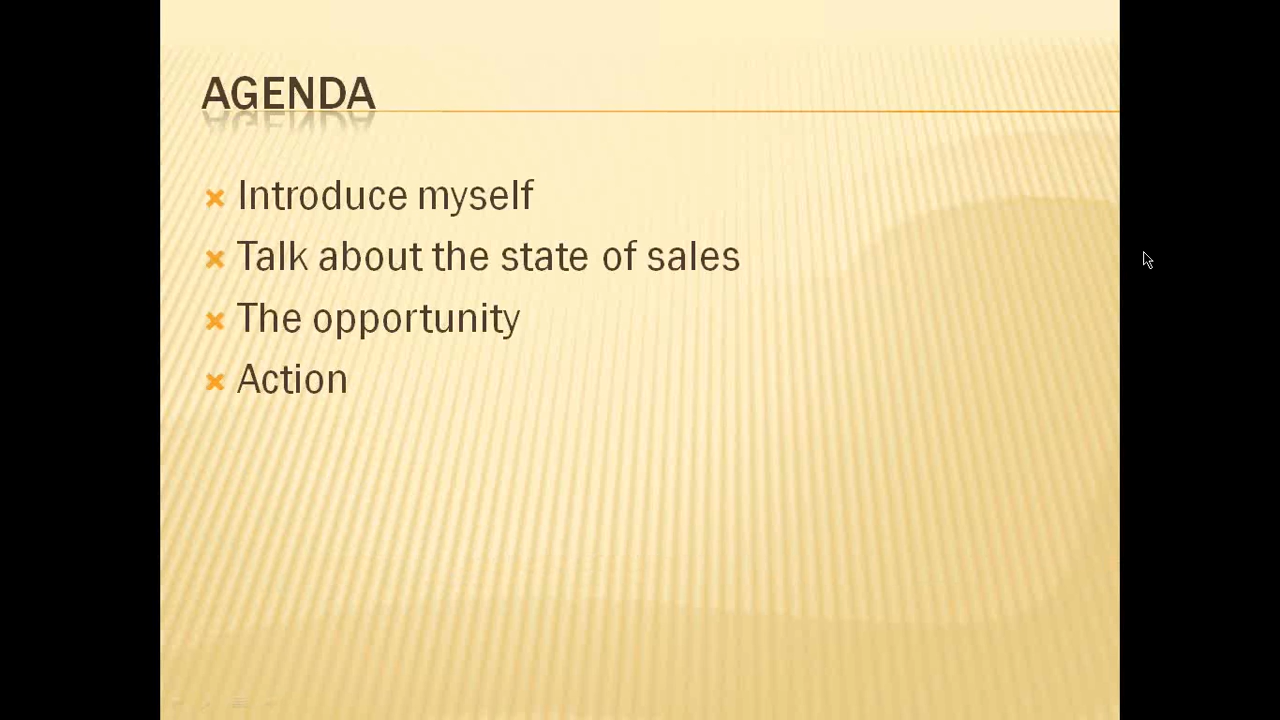 AGENDA
Introduce myself
Talk about the state of sales
The opportunity
Action